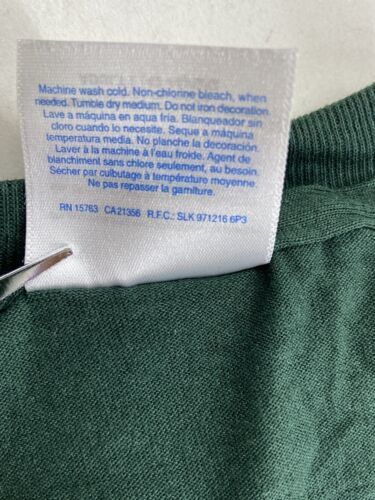 Machine wash cold. Non-chlorine bleach, when
needed. Tumble dry medium. Do not iron decoration.
Lave a máquina en aqua fría. Blanqueador sin
cloro cuando lo necesite. Seque a máquina
temperatura media. No planche la decoración.
Laver à la machine à l'eau froide. Agent de
blanchiment sans chlore seulement, au besoin.
Sécher par culbutage à température moyenne.
Ne pas repasser la garniture.
RN 15763 CA21356 R.F.C.: SLK 971216 6P3